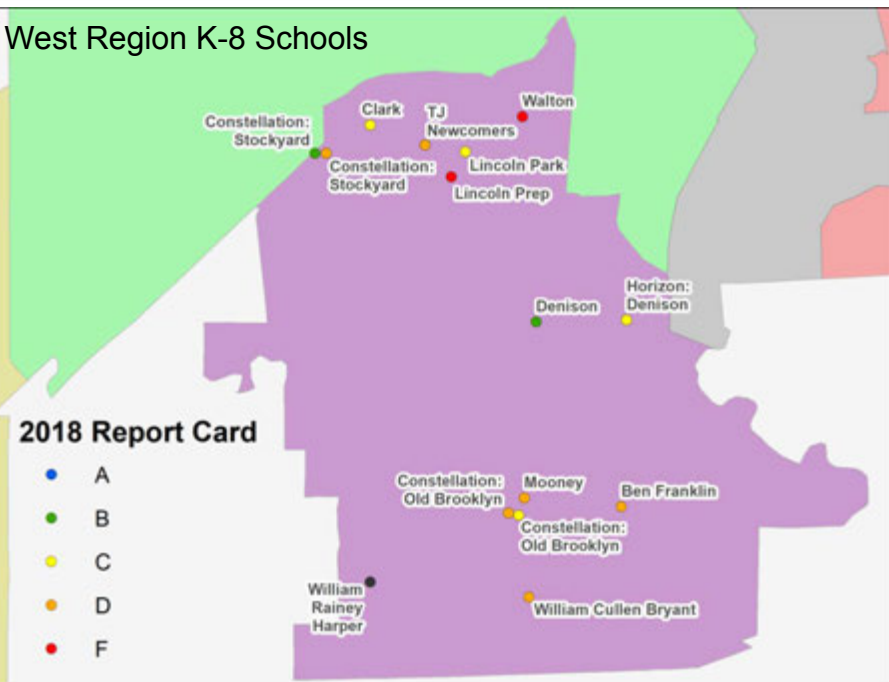 West Region K-8 Schools
Constellation:
Stockyard
Clark
TJ
Newcomers
Walton
Constellation:
Stockyard
Lincoln Park
Lincoln Prep
Denison
Horizon:
Denison
2018 Report Card
A
B
C
D
F
Constellation:
Old Brooklyn
Mooney
Ben Franklin
Constellation:
Old Brooklyn
William
Rainey
Harper
William Cullen Bryant